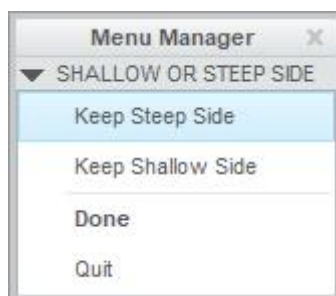 Menu Manager
SHALLOW OR STEEP SIDE
Keep Steep Side
Keep Shallow Side
Done
Quit